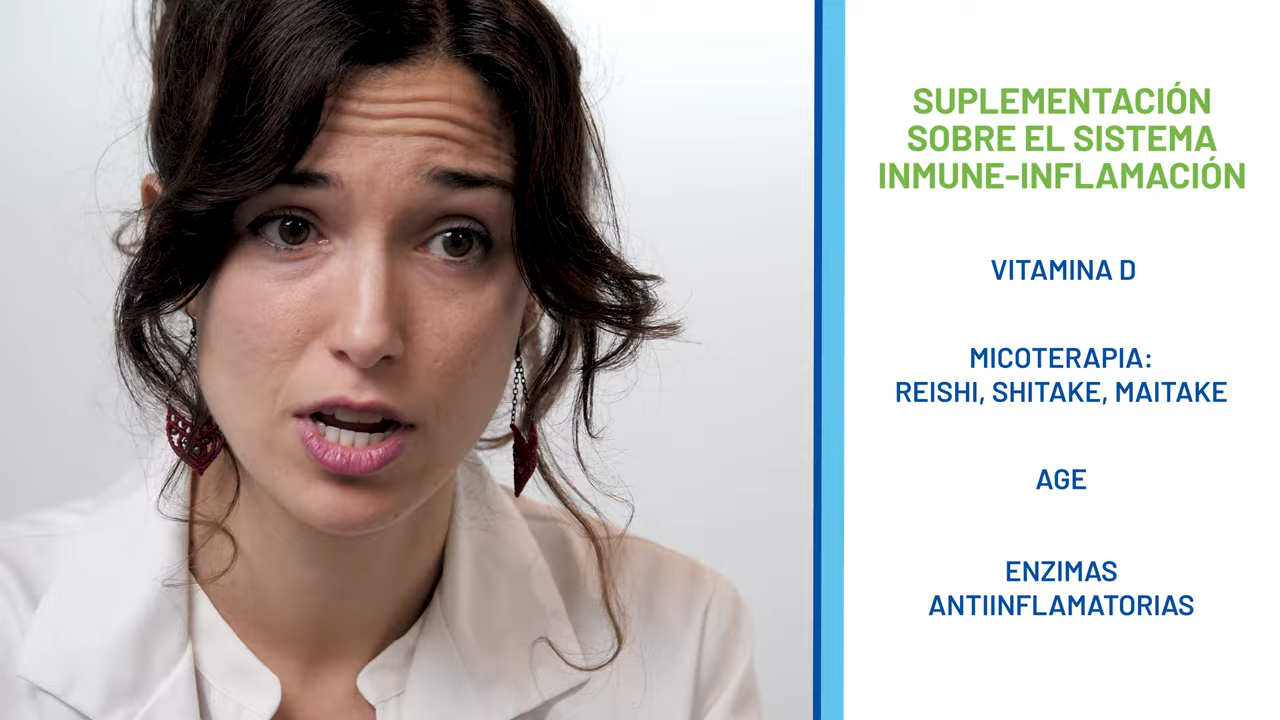 SUPLEMENTACIÓN
SOBRE EL SISTEMA
INMUNE-INFLAMACIÓN
VITAMINA D
MICOTERAPIA:
REISHI, SHITAKE, MAITAKE
AGE
ENZIMAS
ANTIINFLAMATORIAS